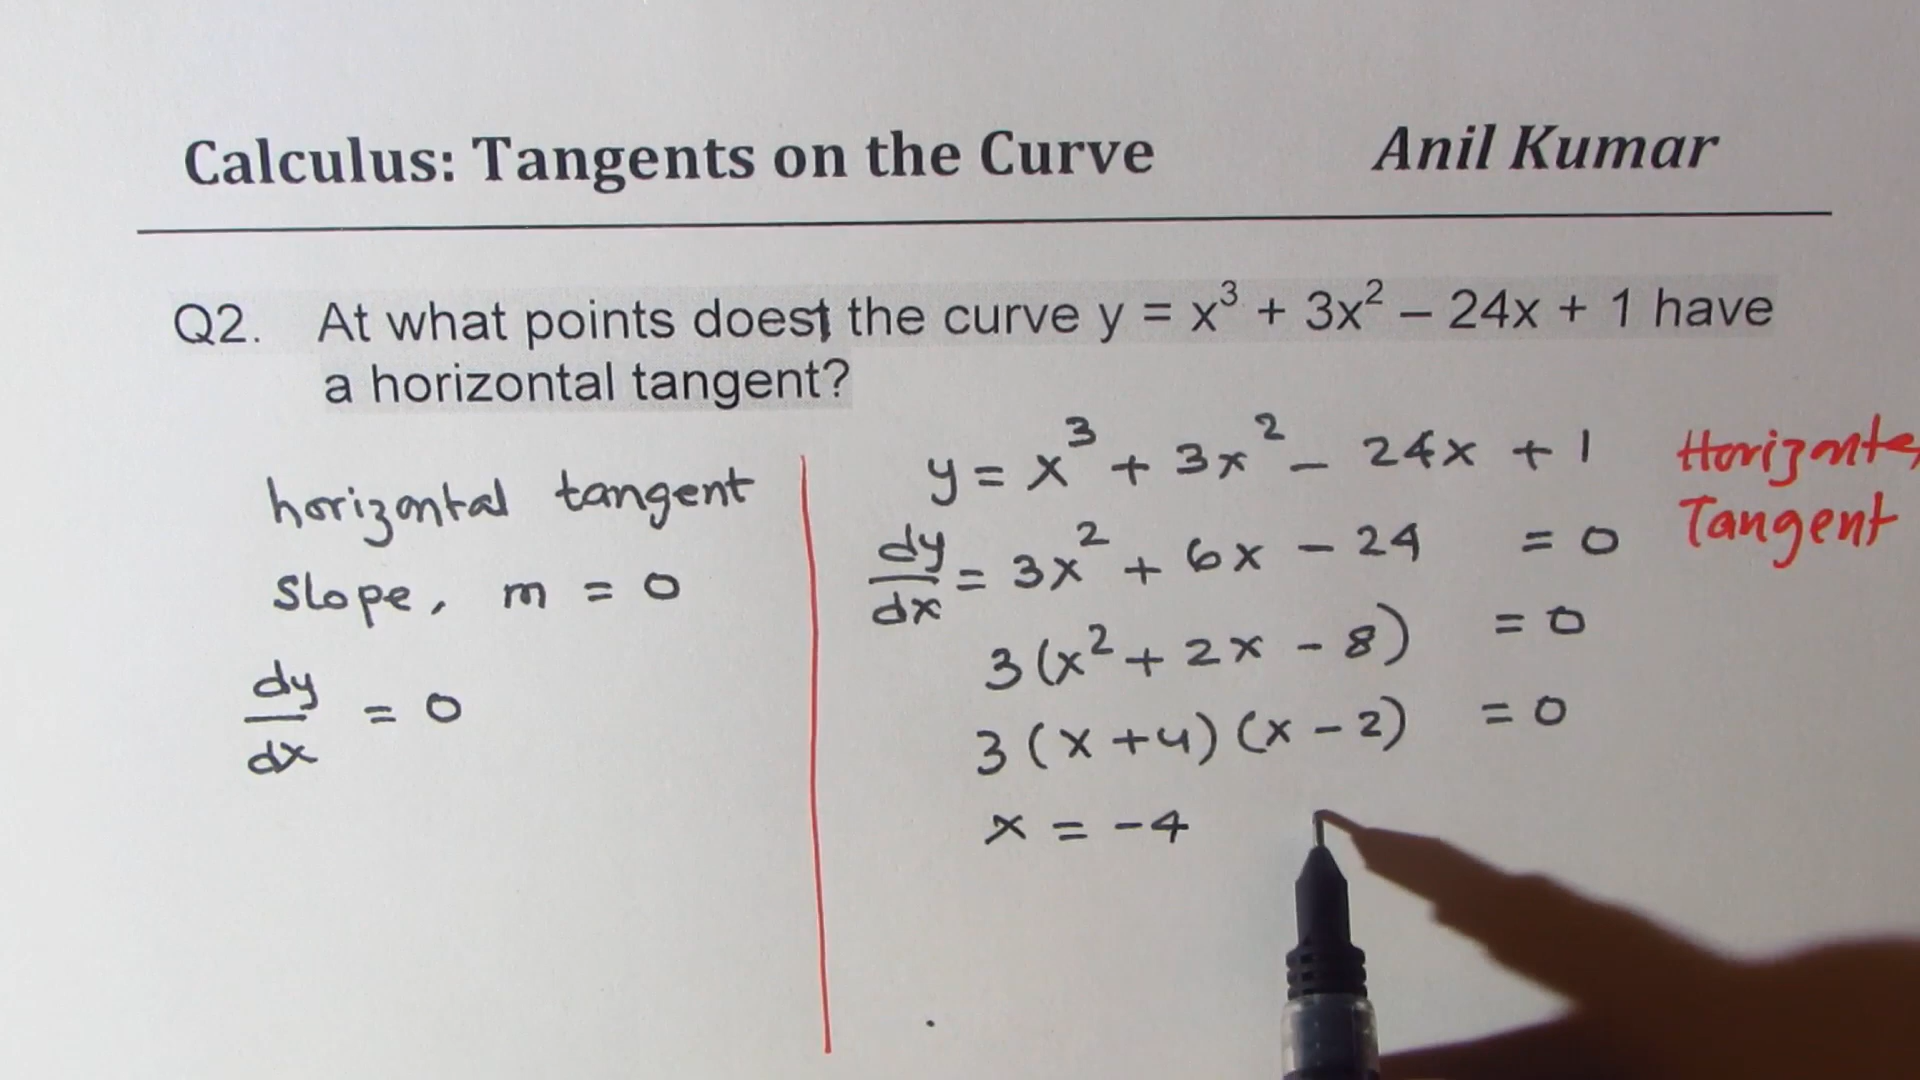 Calculus: Tangents on the Curve Anil Kumar
Q2. At what points does the curve y = x³ + 3x² – 24x + 1 have
a horizontal tangent?
horizontal tangent
slope, m = 0
dy/dx = 0
y = x³ + 3x² – 24x + 1
dy/dx = 3x² + 6x – 24 = 0
3(x² + 2x – 8) = 0
3(x + 4)(x – 2) = 0
x = –4
Tangent